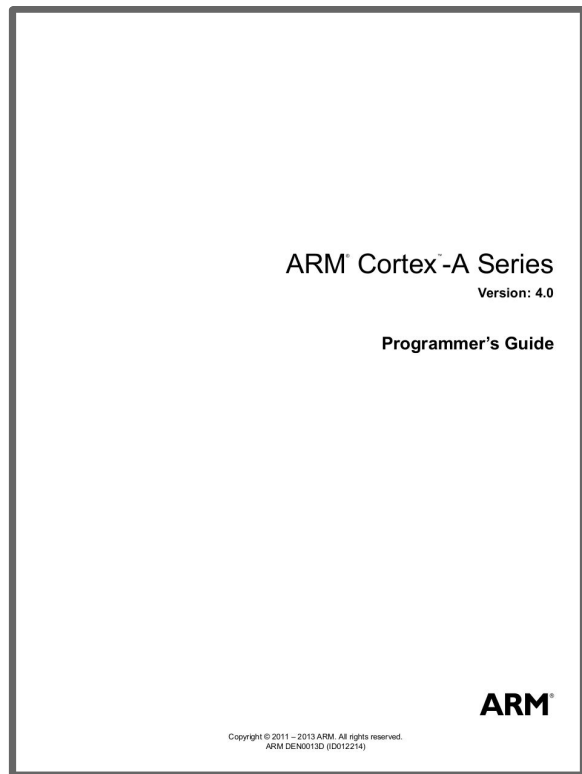 ARM® Cortex™-A Series
Version: 4.0
Programmer's Guide
ARM®
Copyright © 2011 – 2013 ARM. All rights reserved.
ARM DEN0013D (ID012214)